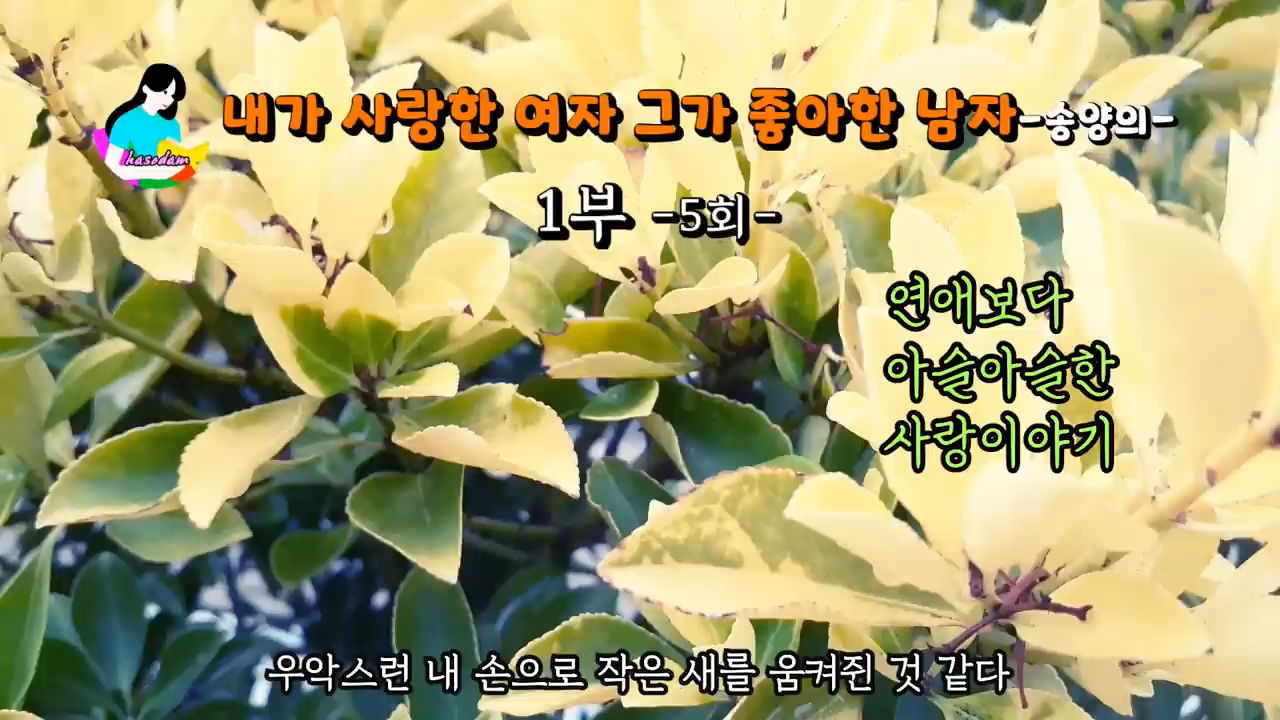 내가 사랑한 여자 그가 좋아한 남자-송양의-
hasodam
1부 -5회-
연애보다
아슬아슬한
사랑이야기
우악스런 내 손으로 작은 새를 움켜쥔 것 같다